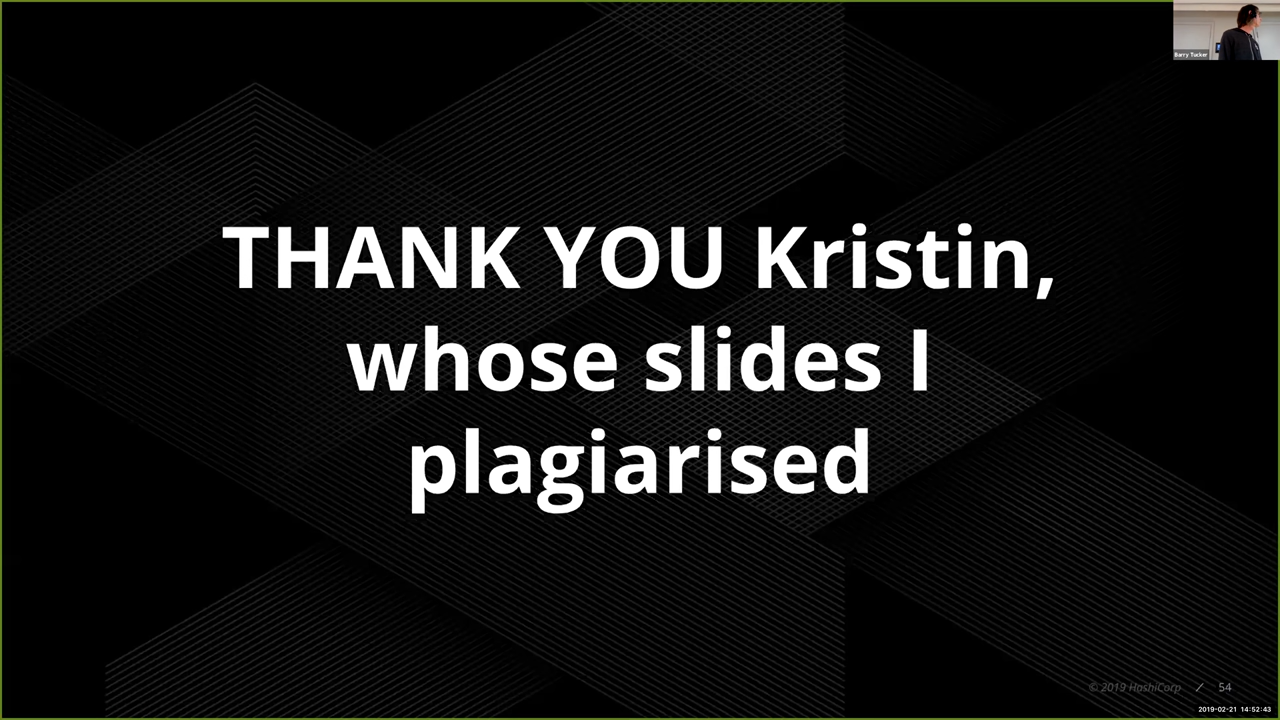 Barry Tucker
THANK YOU Kristin,
whose slides I
plagiarised
© 2019 HashiCorp / 54
2019-02-21 14:52:43